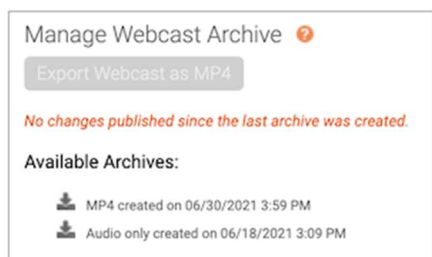 Manage Webcast Archive ?
Export Webcast as MP4
No changes published since the last archive was created.
Available Archives:
MP4 created on 06/30/2021 3:59 PM
Audio only created on 06/18/2021 3:09 PM